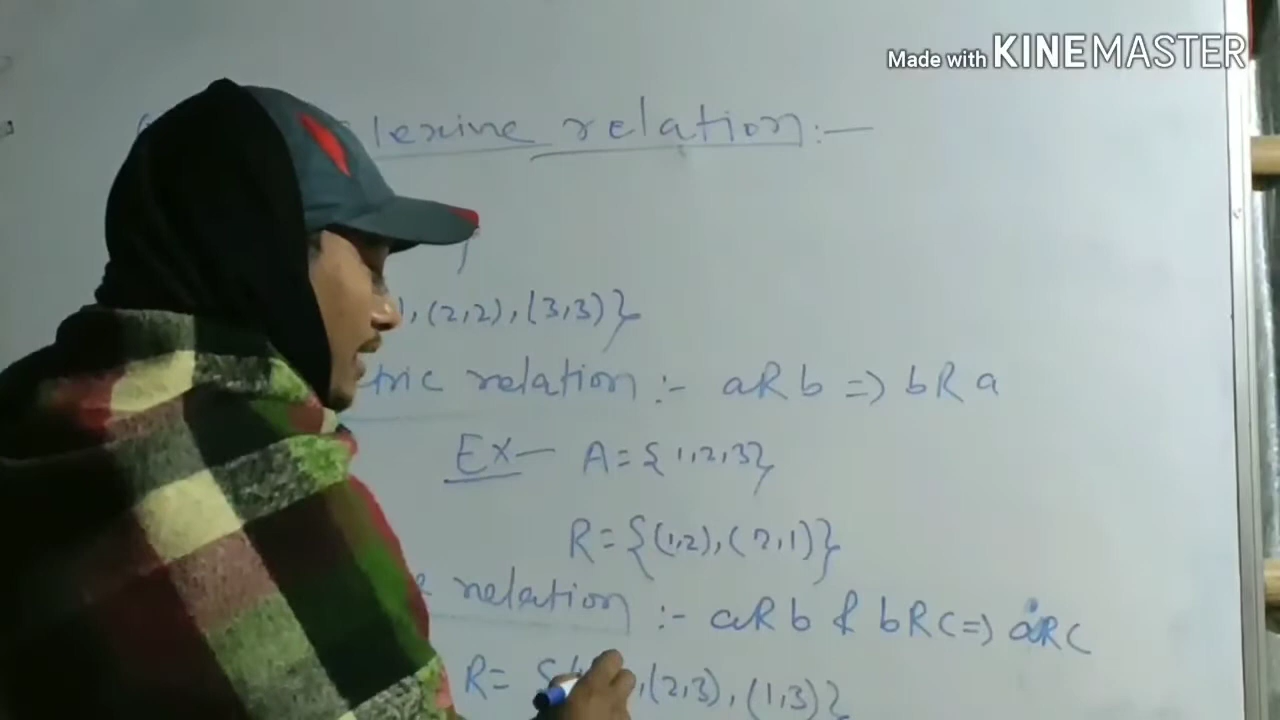 Made with KINEMASTER
lexive relation :—
), (2,2), (3,3)}
tric relation :- aRb => bRa
Ex— A = {1,2,3}
R = {(1,2), (2,1)}
e relation :- aRb & bRc => aRc
R = { , (2,3), (1,3)}